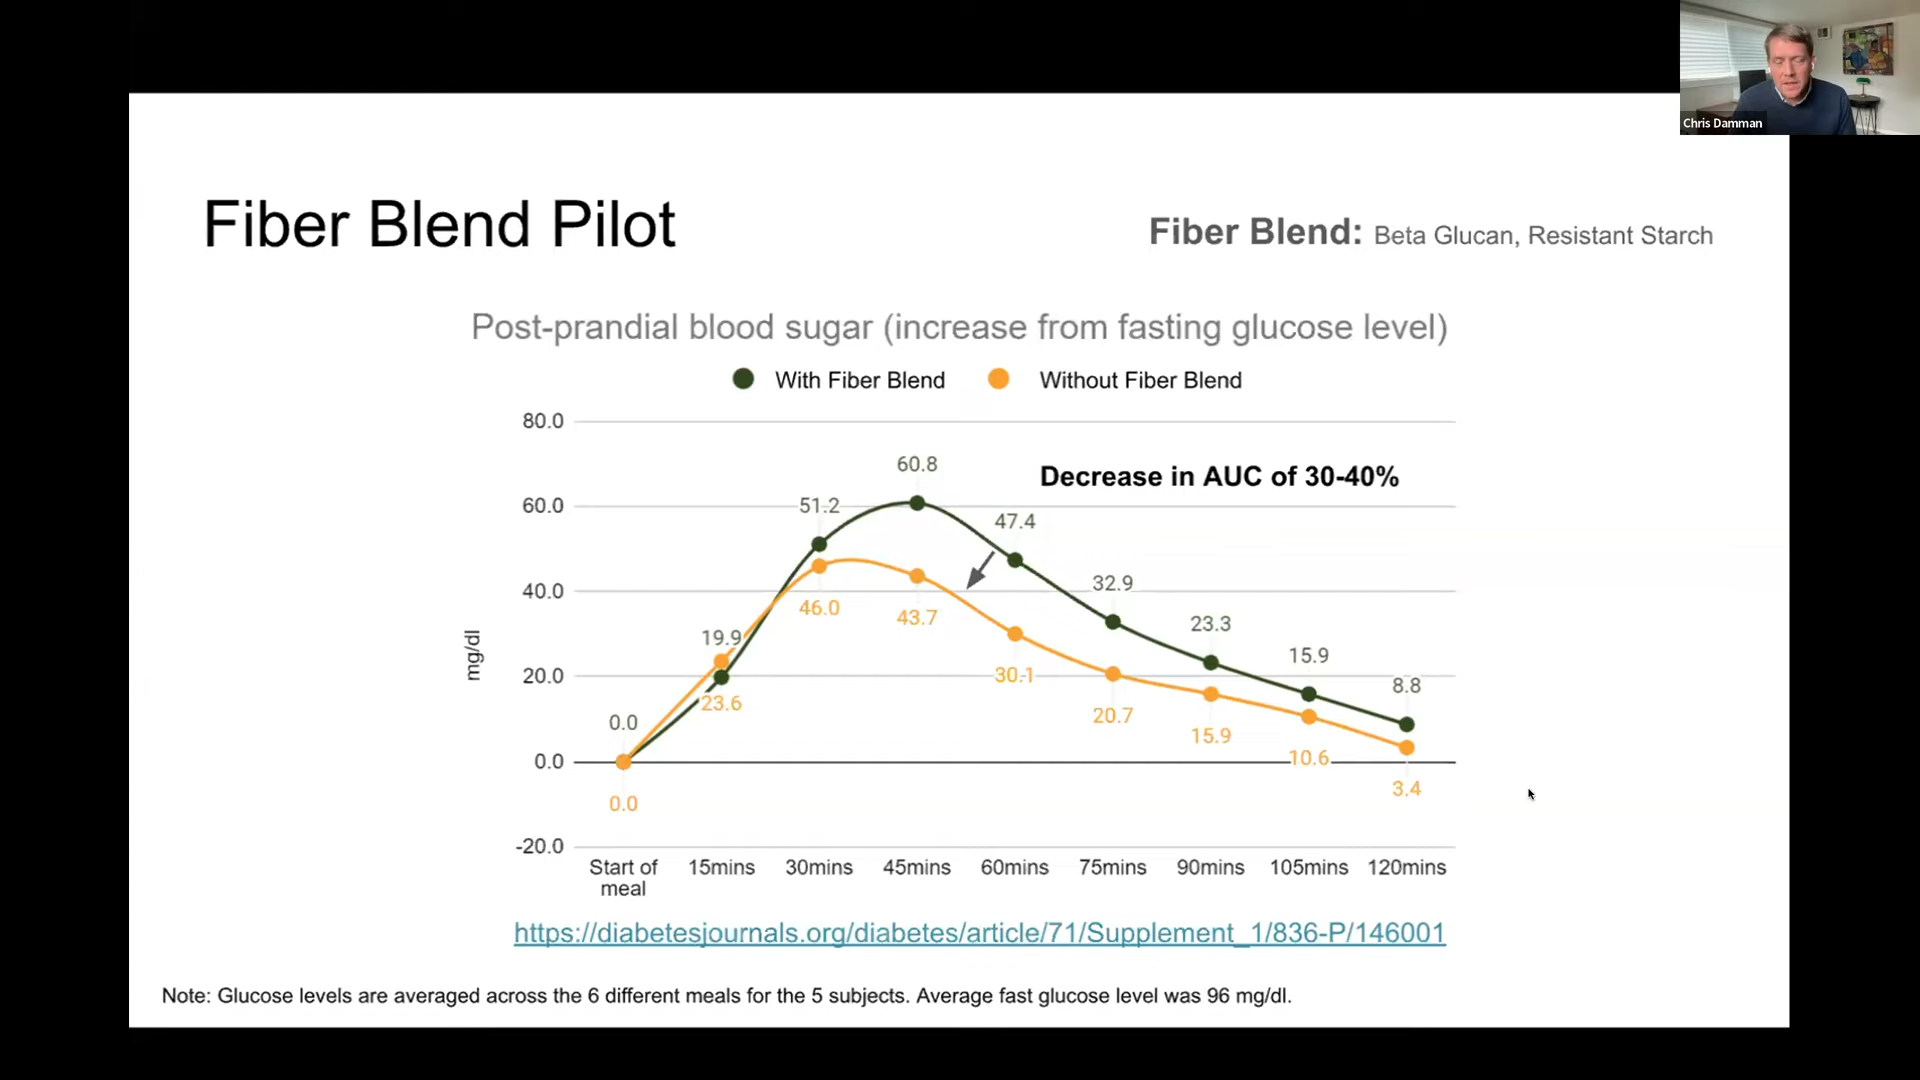 Chris Damman
Fiber Blend Pilot
Fiber Blend: Beta Glucan, Resistant Starch
Post-prandial blood sugar (increase from fasting glucose level)
With Fiber Blend Without Fiber Blend
80.0
60.8
Decrease in AUC of 30-40%
60.0
51.2
47.4
40.0
46.0
43.7
32.9
23.3
mg/dl
19.9
15.9
20.0
23.6
30.1
8.8
0.0
20.7
15.9
0.0
10.6
0.0
3.4
-20.0
Start of meal 15mins 30mins 45mins 60mins 75mins 90mins 105mins 120mins
https://diabetesjournals.org/diabetes/article/71/Supplement_1/836-P/146001
Note: Glucose levels are averaged across the 6 different meals for the 5 subjects. Average fast glucose level was 96 mg/dl.